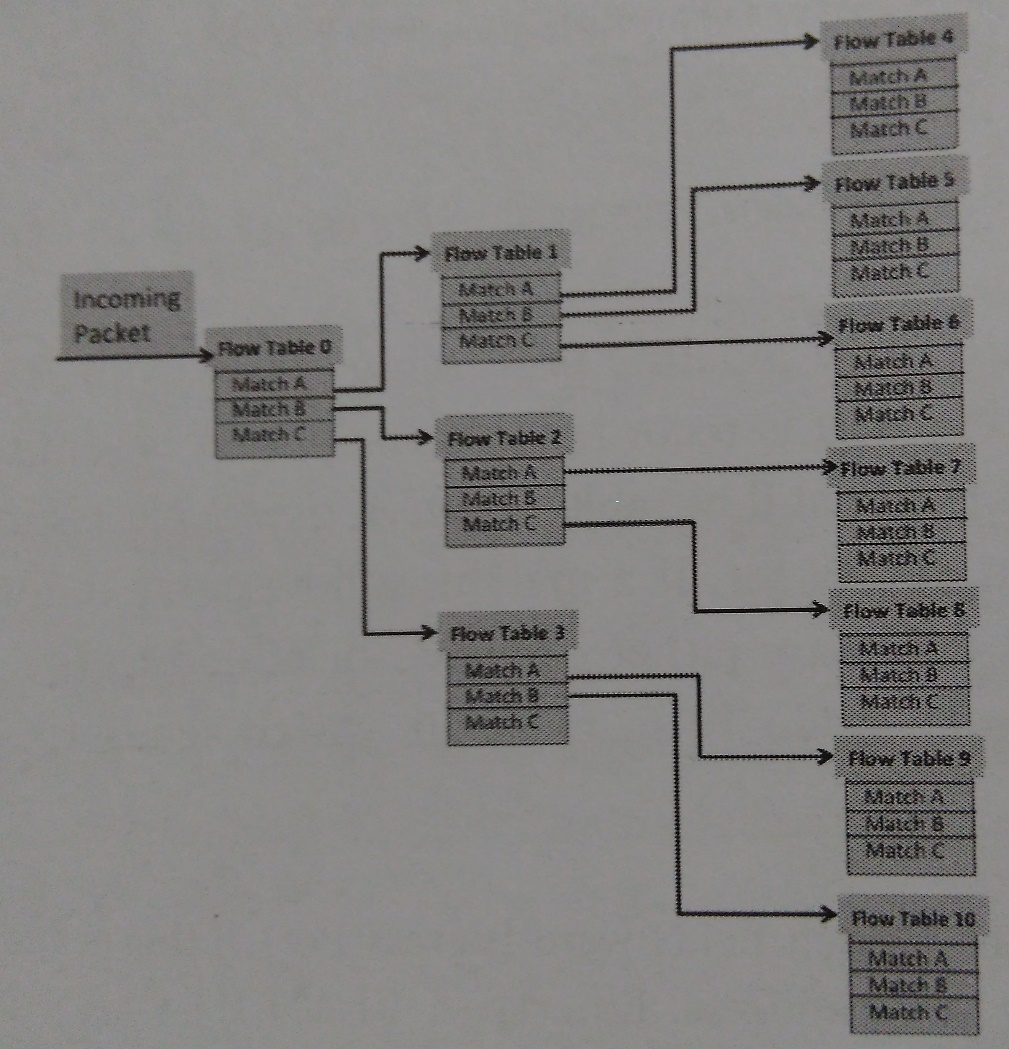 Incoming
Packet
Flow Table 0
Match A
Match B
Match C
Flow Table 1
Match A
Match B
Match C
Flow Table 2
Match A
Match B
Match C
Flow Table 3
Match A
Match B
Match C
Flow Table 4
Match A
Match B
Match C
Flow Table 5
Match A
Match B
Match C
Flow Table 6
Match A
Match B
Match C
Flow Table 7
Match A
Match B
Match C
Flow Table 8
Match A
Match B
Match C
Flow Table 9
Match A
Match B
Match C
Flow Table 10
Match A
Match B
Match C